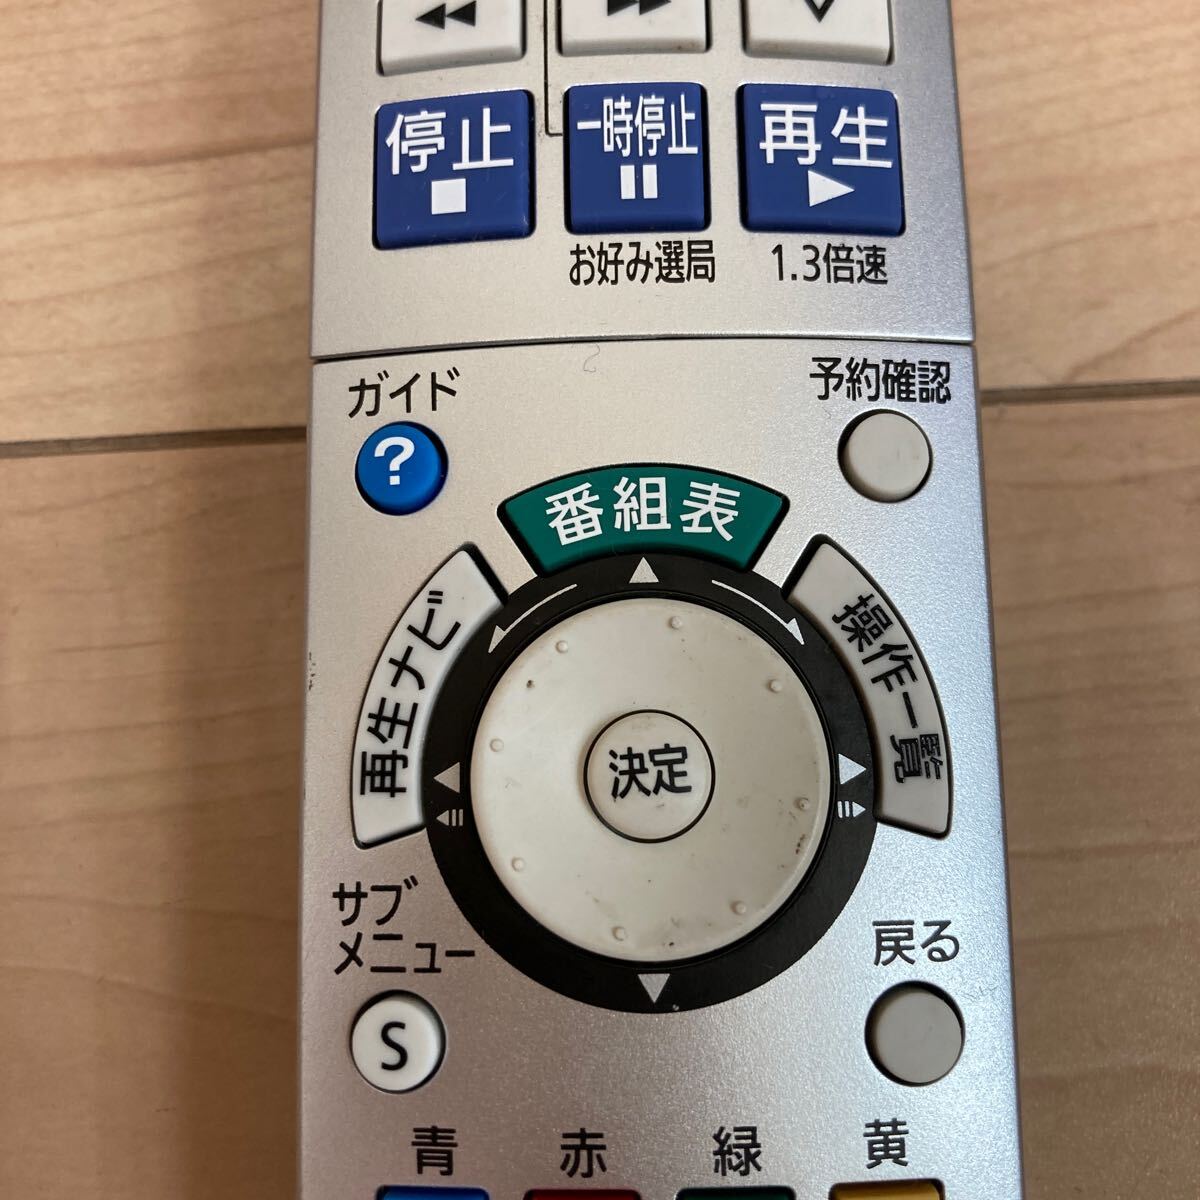 停止
一時停止
再生
お好み選局
1.3倍速
ガイド
?
予約確認
番組表
再生ナビ
操作一覧
決定
サブ
メニュー
S
戻る
青
赤
緑
黄